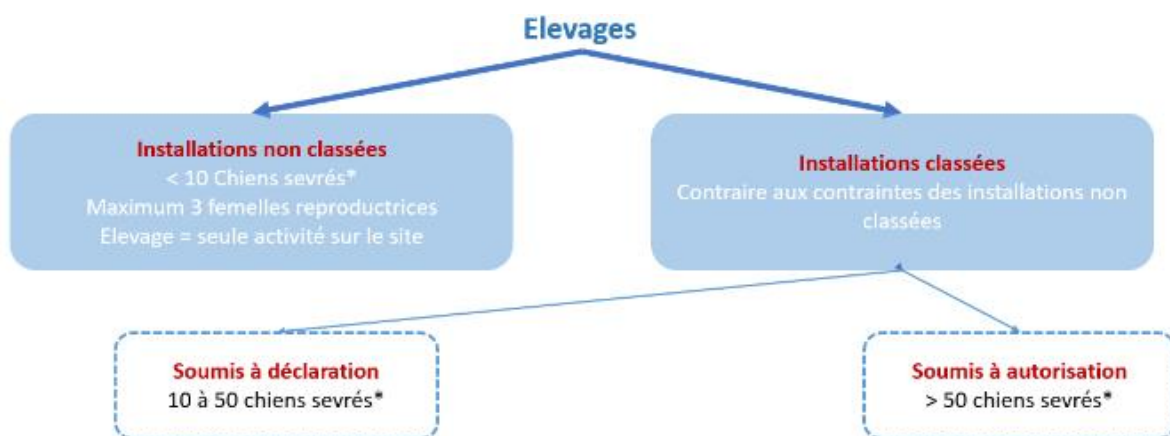 Elevages
Installations non classées
< 10 Chiens sevrés*
Maximum 3 femelles reproductrices
Elevage = seule activité sur le site
Installations classées
Contraire aux contraintes des installations non
classées
Soumis à déclaration
10 à 50 chiens sevrés*
Soumis à autorisation
> 50 chiens sevrés*